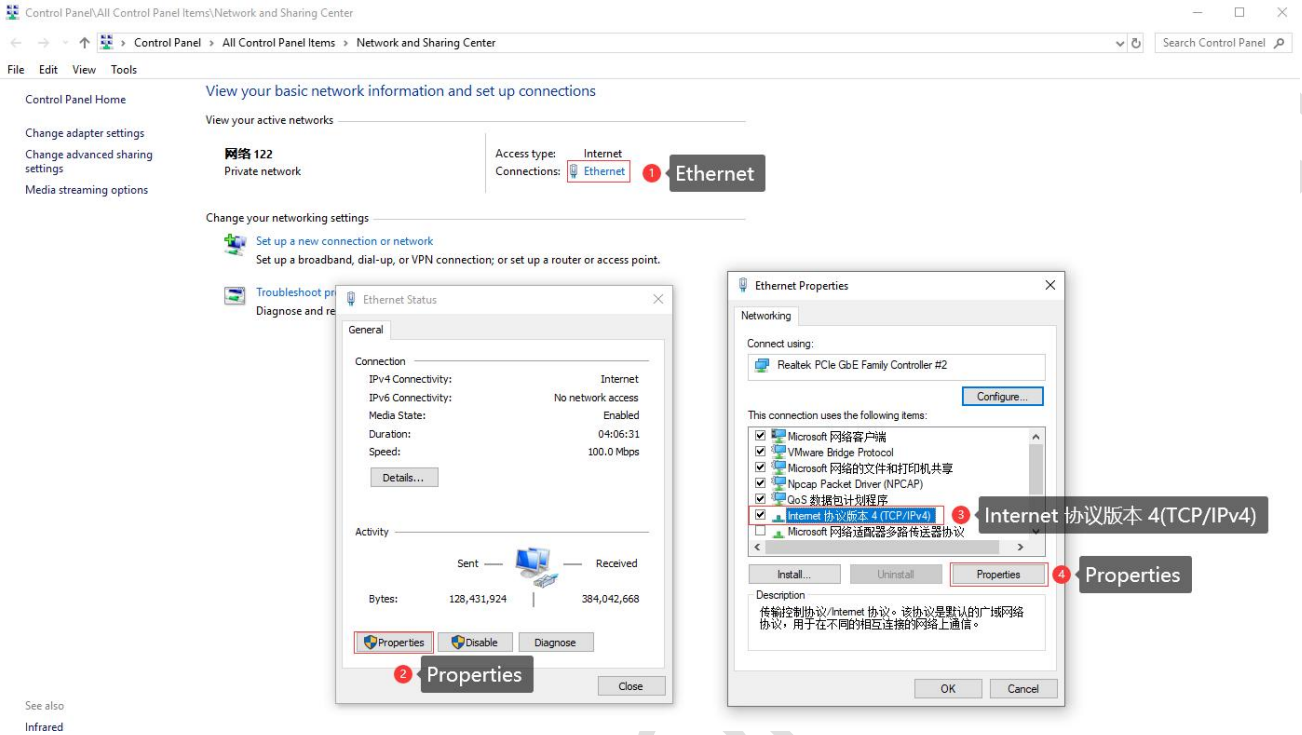 Control Panel\All Control Panel Items\Network and Sharing Center
Control Panel > All Control Panel Items > Network and Sharing Center
Search Control Panel
File Edit View Tools
Control Panel Home
Change adapter settings
Change advanced sharing
settings
Media streaming options
See also
Infrared
View your basic network information and set up connections
View your active networks
网络 122
Private network
Access type: Internet
Connections: Ethernet
1 Ethernet
Change your networking settings
Set up a new connection or network
Set up a broadband, dial-up, or VPN connection; or set up a router or access point.
Troubleshoot pr
Diagnose and re
Ethernet Status
General
Connection
IPv4 Connectivity: Internet
IPv6 Connectivity: No network access
Media State: Enabled
Duration: 04:06:31
Speed: 100.0 Mbps
Details...
Activity
Sent Received
Bytes: 128,431,924 384,042,668
Properties Disable Diagnose
2 Properties
Close
Ethernet Properties
Networking
Connect using:
Realtek PCIe GbE Family Controller #2
Configure...
This connection uses the following items:
Microsoft 网络客户端
VMware Bridge Protocol
Microsoft 网络的文件和打印机共享
Npcap Packet Driver (NPCAP)
QoS 数据包计划程序
Internet 协议版本 4 (TCP/IPv4)
3 Internet 协议版本 4(TCP/IPv4)
Microsoft 网络适配器多路传送器协议
Install... Uninstall Properties
4 Properties
Description
传输控制协议/Internet 协议。该协议是默认的广域网络
协议，用于在不同的相互连接的网络上通信。
OK Cancel